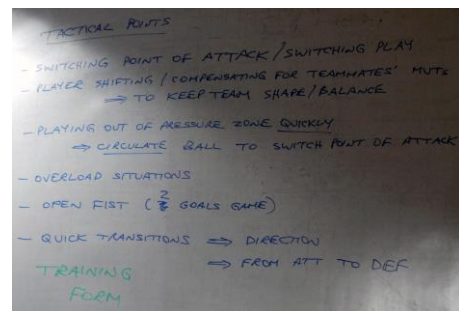 TACTICAL POINTS
- SWITCHING POINT OF ATTACK / SWITCHING PLAY
- PLAYER SHIFTING / COMPENSATING FOR TEAMMATES' MVTS
⇒ TO KEEP TEAM SHAPE / BALANCE
- PLAYING OUT OF PRESSURE ZONE QUICKLY
⇒ CIRCULATE BALL TO SWITCH POINT OF ATTACK
- OVERLOAD SITUATIONS
- OPEN FIST (2 GOALS GAME)
- QUICK TRANSITIONS ⇒ DIRECTION
⇒ FROM ATT TO DEF
TRAINING
FORM